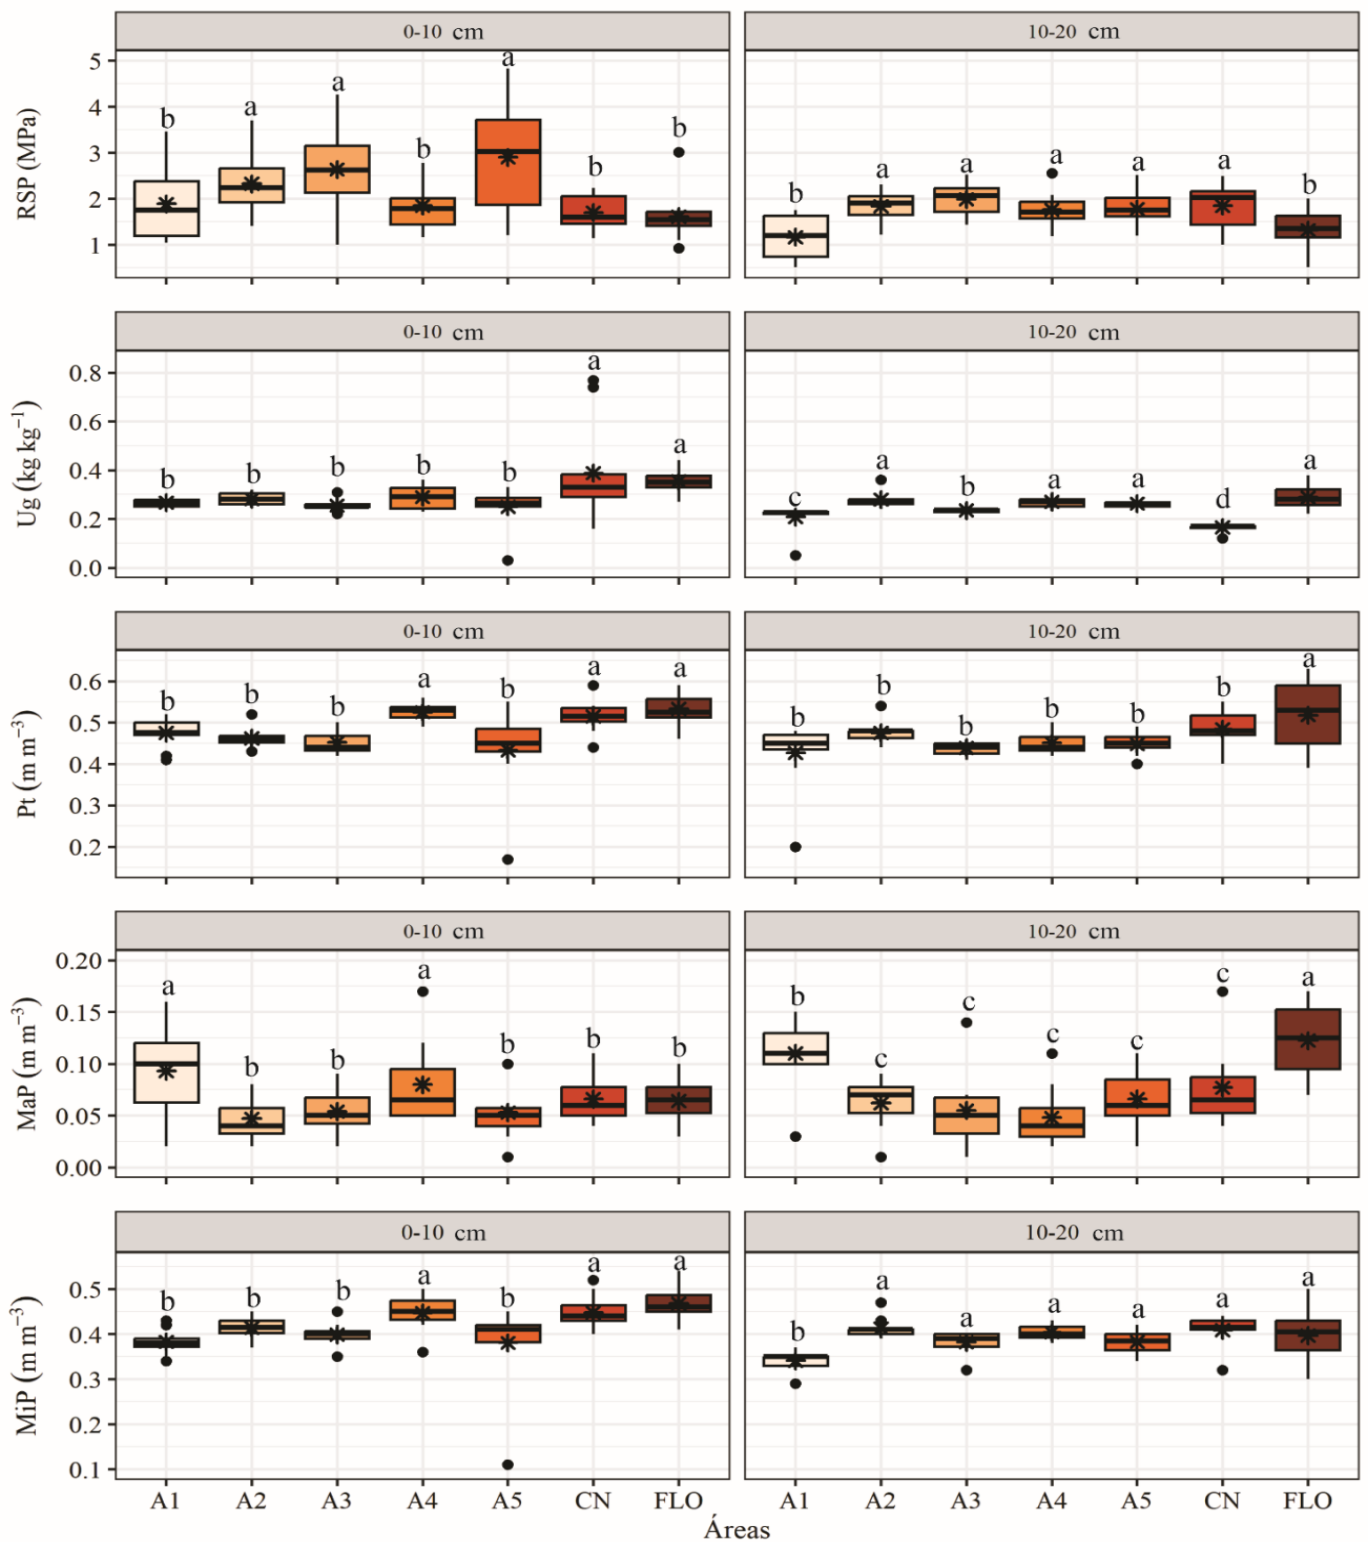 0-10 cm 10-20 cm
RSP (MPa)
5
4
3
2
1
b a a b a b b
b a a a a a b
0-10 cm 10-20 cm
Ug (kg kg⁻¹)
0.8
0.6
0.4
0.2
0.0
b b b b b a a
c a b a a d a
0-10 cm 10-20 cm
Pt (m m⁻³)
0.6
0.5
0.4
0.3
0.2
b b b a b a a
b b b b b b a
0-10 cm 10-20 cm
MaP (m m⁻³)
0.20
0.15
0.10
0.05
0.00
a b b a b b b
b c c c c c a
0-10 cm 10-20 cm
MiP (m m⁻³)
0.5
0.4
0.3
0.2
0.1
b b b a b a a
b a a a a a a
A1 A2 A3 A4 A5 CN FLO A1 A2 A3 A4 A5 CN FLO
Áreas